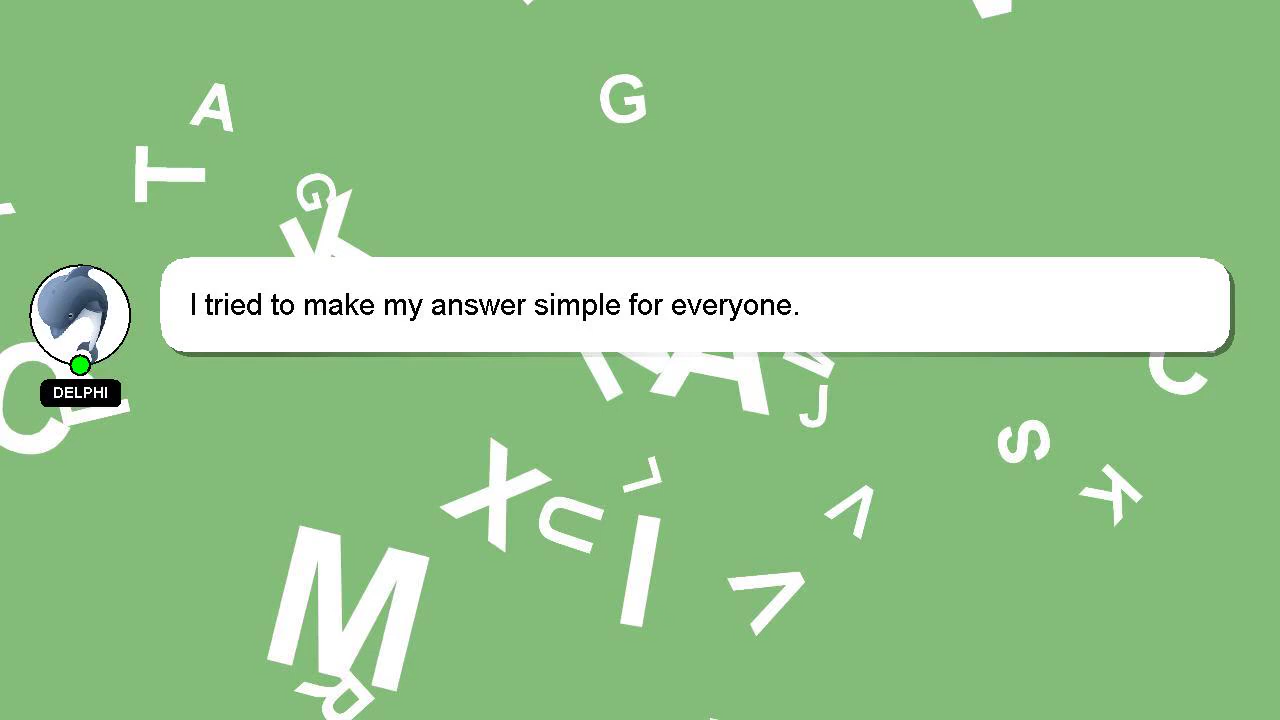 A
G
T
G
K
I tried to make my answer simple for everyone.
DELPHI
C
A
J
C
S
X
L
K
U
I
V
V
M
R